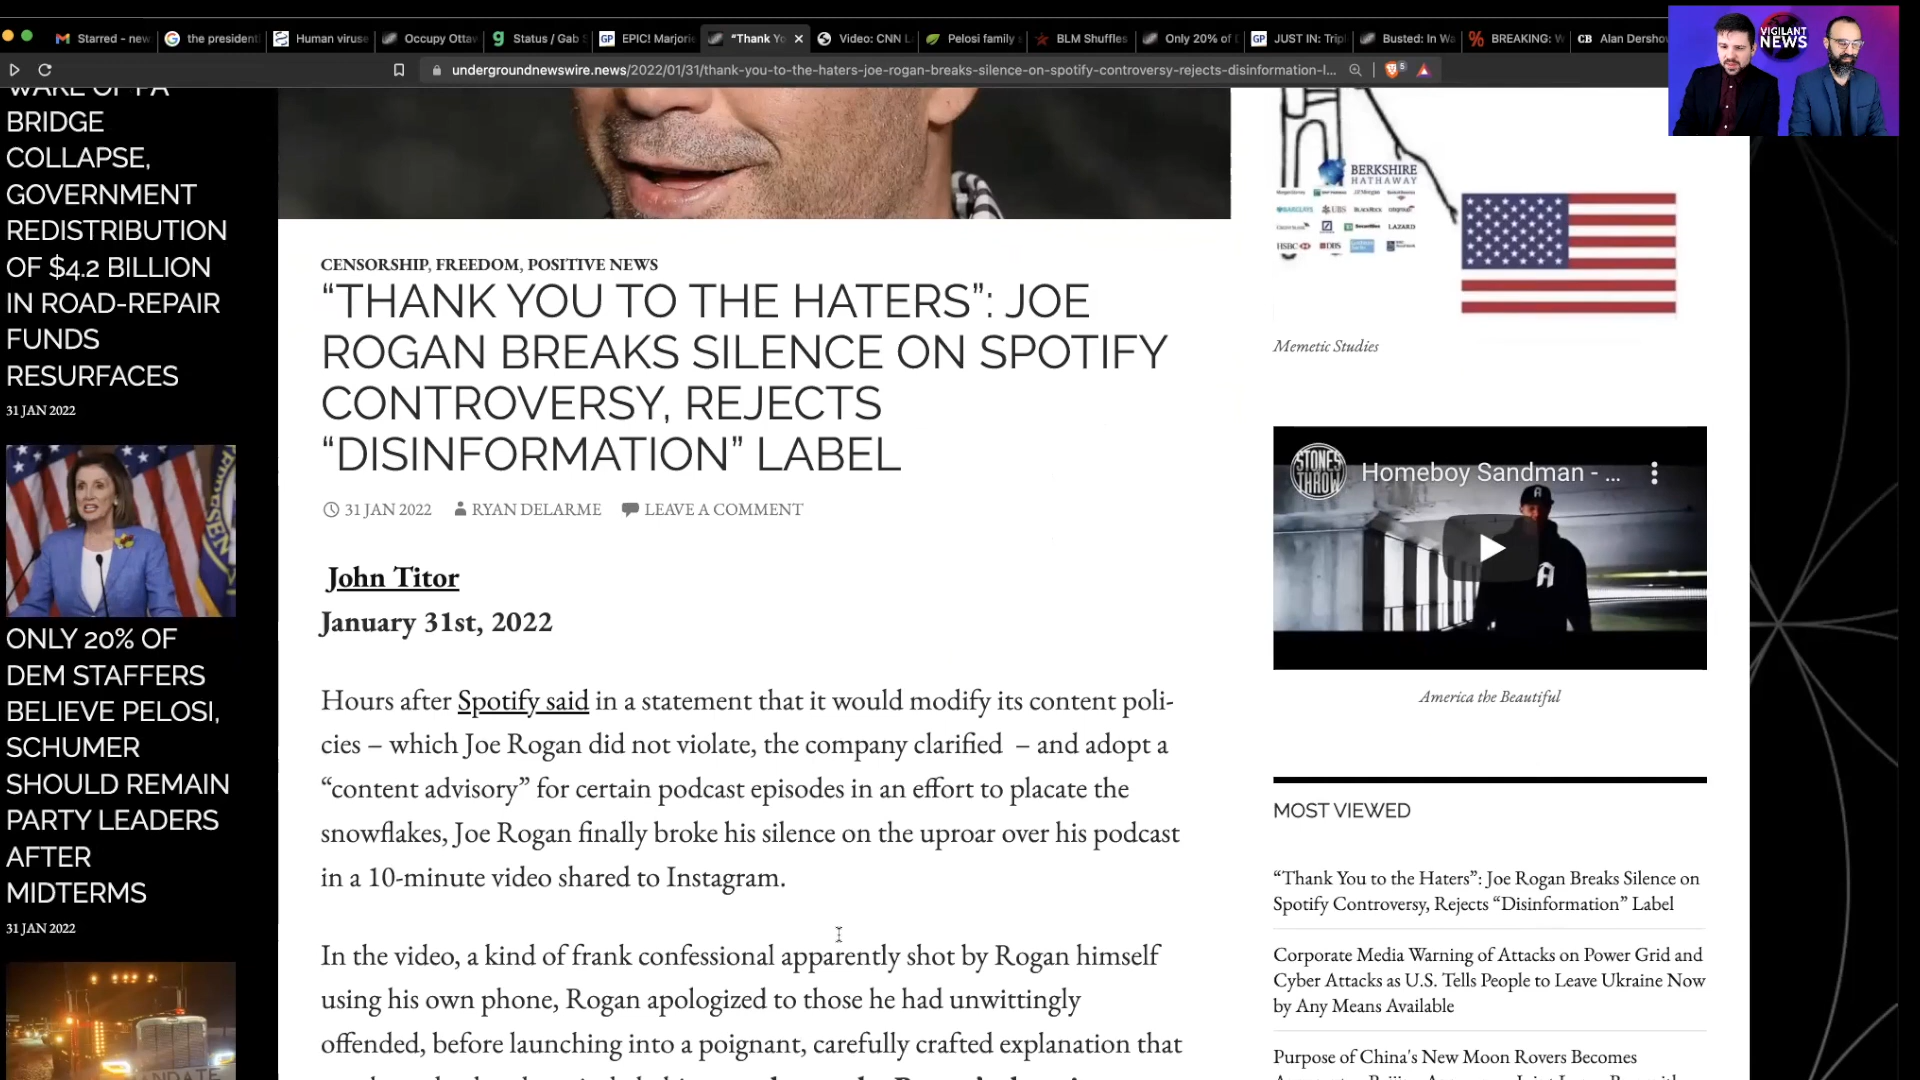 Starred - new
the president
Human viruse
Occupy Ottaw
Status / Gab S
EPIC! Marjorie
"Thank Yo
Video: CNN L
Pelosi family s
BLM Shuffles
Only 20% of D
JUST IN: Tripl
Busted: In Wa
BREAKING: W
Alan Dershow
undergroundnewswire.news/2022/01/31/thank-you-to-the-haters-joe-rogan-breaks-silence-on-spotify-controversy-rejects-disinformation-l...
VIGILANT
NEWS
WAKE OF PA
BRIDGE
COLLAPSE,
GOVERNMENT
REDISTRIBUTION
OF $4.2 BILLION
IN ROAD-REPAIR
FUNDS
RESURFACES
31 JAN 2022
ONLY 20% OF
DEM STAFFERS
BELIEVE PELOSI,
SCHUMER
SHOULD REMAIN
PARTY LEADERS
AFTER
MIDTERMS
31 JAN 2022
CENSORSHIP, FREEDOM, POSITIVE NEWS
“THANK YOU TO THE HATERS”: JOE
ROGAN BREAKS SILENCE ON SPOTIFY
CONTROVERSY, REJECTS
“DISINFORMATION” LABEL
31 JAN 2022 RYAN DELARME LEAVE A COMMENT
John Titor
January 31st, 2022
Hours after Spotify said in a statement that it would modify its content poli-
cies – which Joe Rogan did not violate, the company clarified – and adopt a
“content advisory” for certain podcast episodes in an effort to placate the
snowflakes, Joe Rogan finally broke his silence on the uproar over his podcast
in a 10-minute video shared to Instagram.
In the video, a kind of frank confessional apparently shot by Rogan himself
using his own phone, Rogan apologized to those he had unwittingly
offended, before launching into a poignant, carefully crafted explanation that
BERKSHIRE
HATHAWAY
BARCLAYS UBS BLACKROCK
LAZARD
HSBC DBS
Memetic Studies
STONES
THROW
Homeboy Sandman - ...
America the Beautiful
MOST VIEWED
“Thank You to the Haters”: Joe Rogan Breaks Silence on
Spotify Controversy, Rejects “Disinformation” Label
Corporate Media Warning of Attacks on Power Grid and
Cyber Attacks as U.S. Tells People to Leave Ukraine Now
by Any Means Available
Purpose of China's New Moon Rovers Becomes